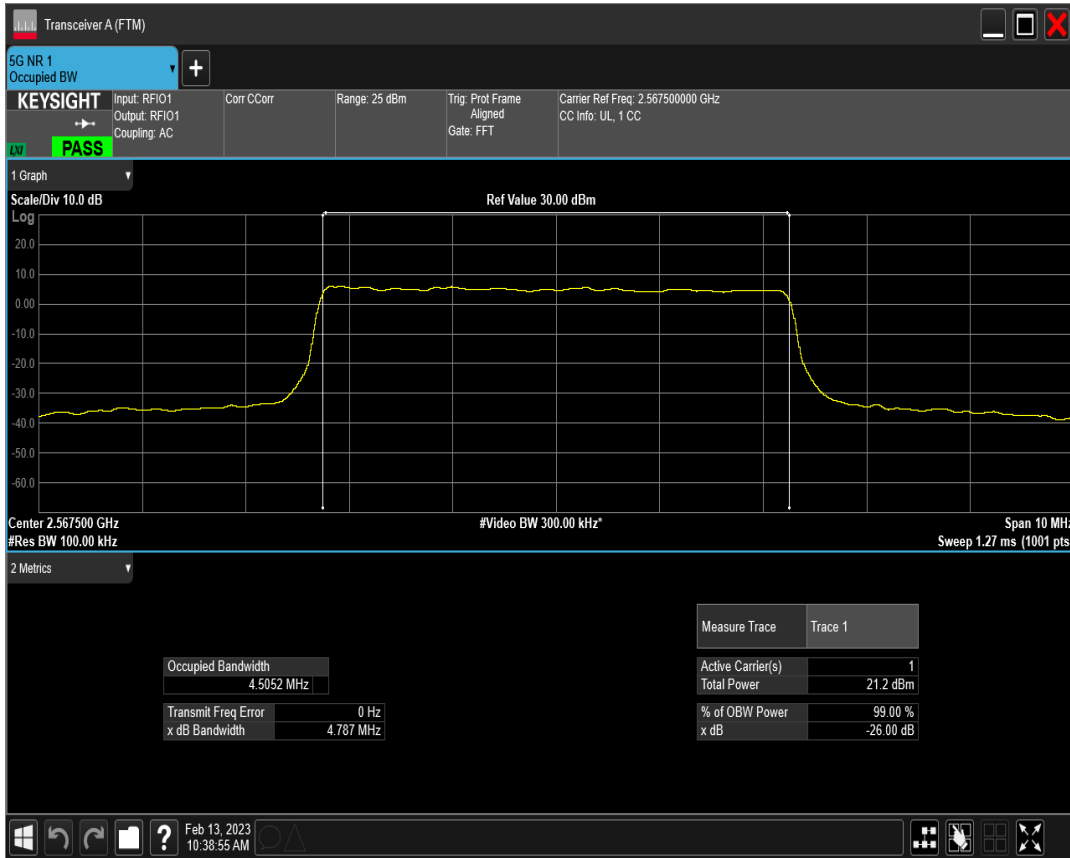 Transceiver A (FTM)
5G NR 1
Occupied BW
+
KEYSIGHT
LXI
PASS
Input: RFIO1
Output: RFIO1
Coupling: AC
Corr CCorr
Range: 25 dBm
Trig: Prot Frame
Aligned
Gate: FFT
Carrier Ref Freq: 2.567500000 GHz
CC Info: UL, 1 CC
1 Graph
Scale/Div 10.0 dB
Ref Value 30.00 dBm
Log
20.0
10.0
0.00
-10.0
-20.0
-30.0
-40.0
-50.0
-60.0
Center 2.567500 GHz
#Video BW 300.00 kHz*
Span 10 MHz
#Res BW 100.00 kHz
Sweep 1.27 ms (1001 pts
2 Metrics
Measure Trace Trace 1
Occupied Bandwidth
4.5052 MHz
Active Carrier(s) 1
Total Power 21.2 dBm
Transmit Freq Error 0 Hz
x dB Bandwidth 4.787 MHz
% of OBW Power 99.00 %
x dB -26.00 dB
?
Feb 13, 2023
10:38:55 AM